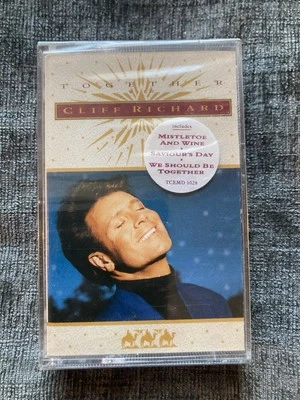 TOGETHER
CLIFF RICHARD
includes
MISTLETOE
AND WINE
SAVIOUR'S DAY
WE SHOULD BE
TOGETHER
TCEMD 1028